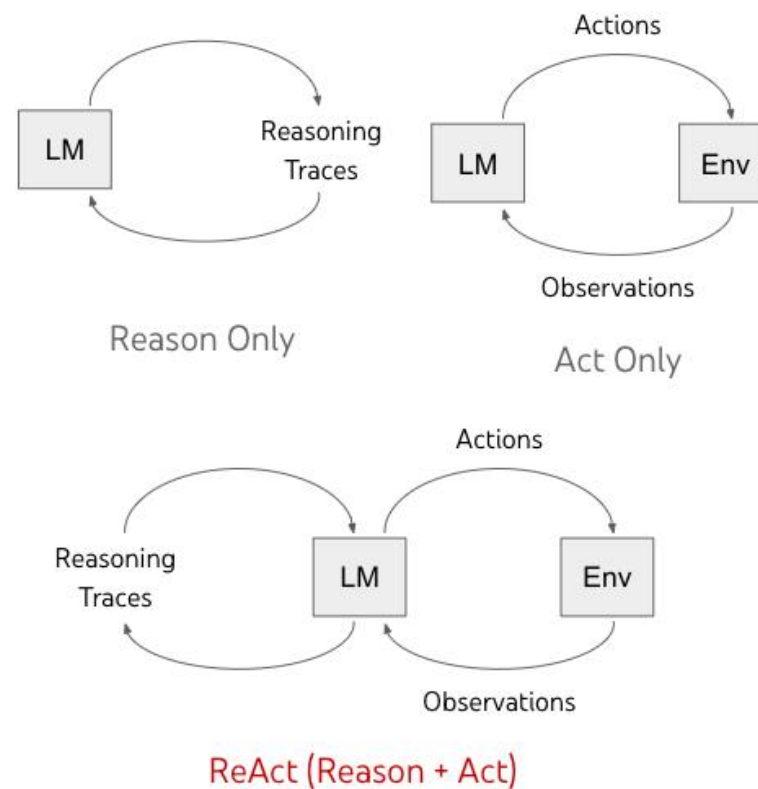 Actions
LM
Reasoning
Traces
LM
Env
Observations
Reason Only
Act Only
Actions
Reasoning
Traces
LM
Env
Observations
ReAct (Reason + Act)